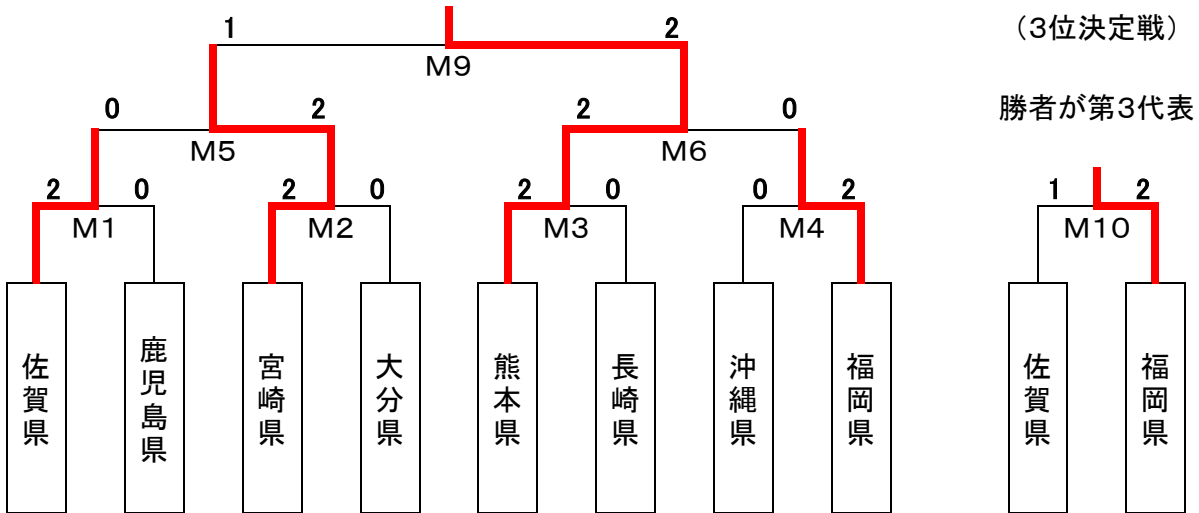 1
2
(3位決定戦)
M9
0
2
2
0
勝者が第3代表
M5
M6
2
0
2
0
2
0
0
2
1
2
M1
M2
M3
M4
M10
佐賀県
鹿児島県
宮崎県
大分県
熊本県
長崎県
沖縄県
福岡県
佐賀県
福岡県